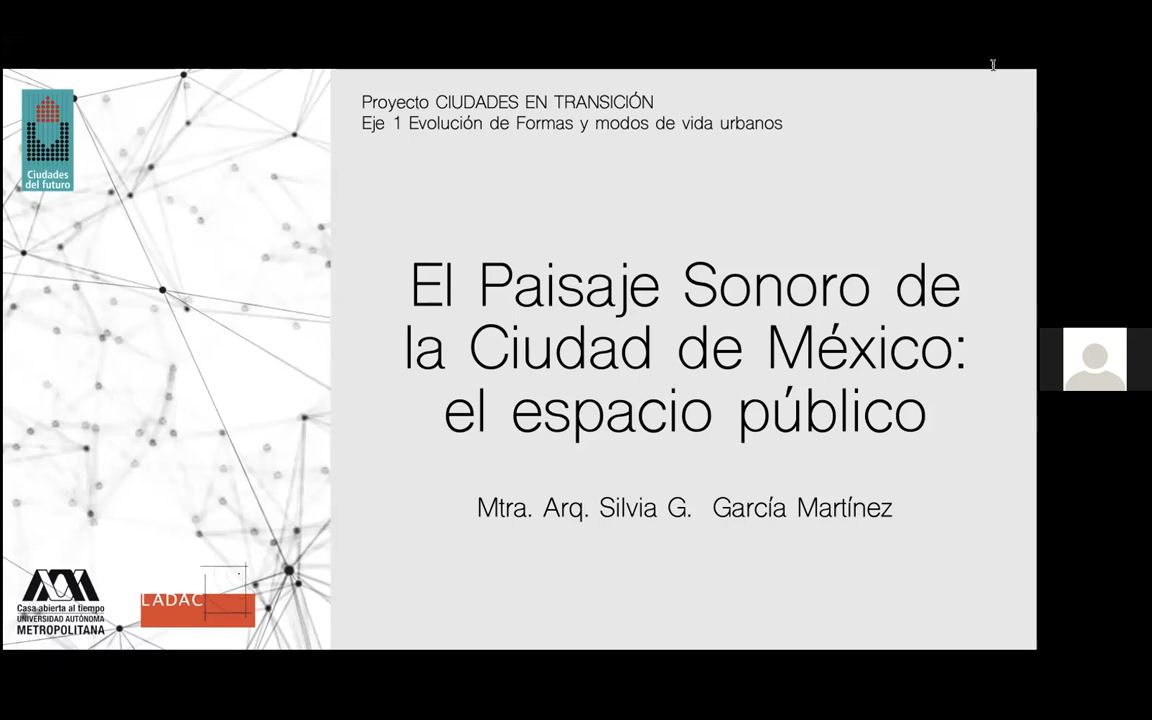 Proyecto CIUDADES EN TRANSICIÓN
Eje 1 Evolución de Formas y modos de vida urbanos
Ciudades
del futuro
El Paisaje Sonoro de
la Ciudad de México:
el espacio público
Mtra. Arq. Silvia G. García Martínez
Casa abierta al tiempo
UNIVERSIDAD AUTÓNOMA
METROPOLITANA
LADAC